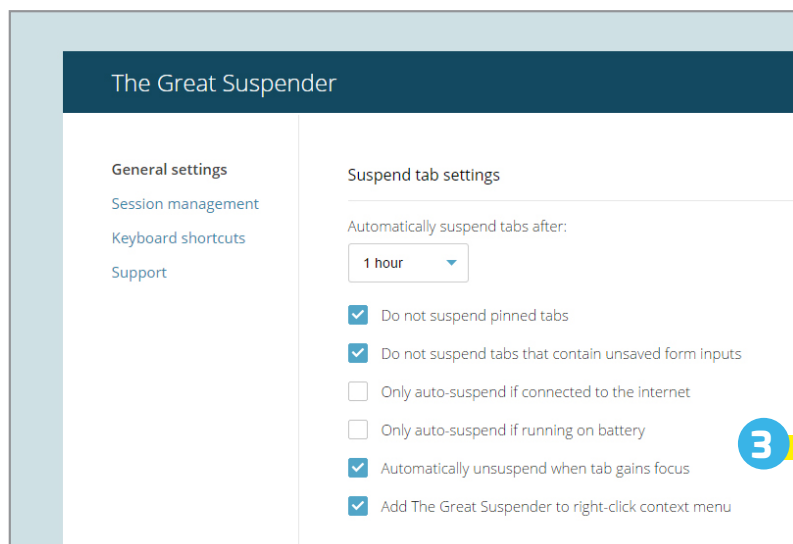 The Great Suspender
General settings
Session management
Keyboard shortcuts
Support
Suspend tab settings
Automatically suspend tabs after:
1 hour
Do not suspend pinned tabs
Do not suspend tabs that contain unsaved form inputs
Only auto-suspend if connected to the internet
Only auto-suspend if running on battery
3
Automatically unsuspend when tab gains focus
Add The Great Suspender to right-click context menu